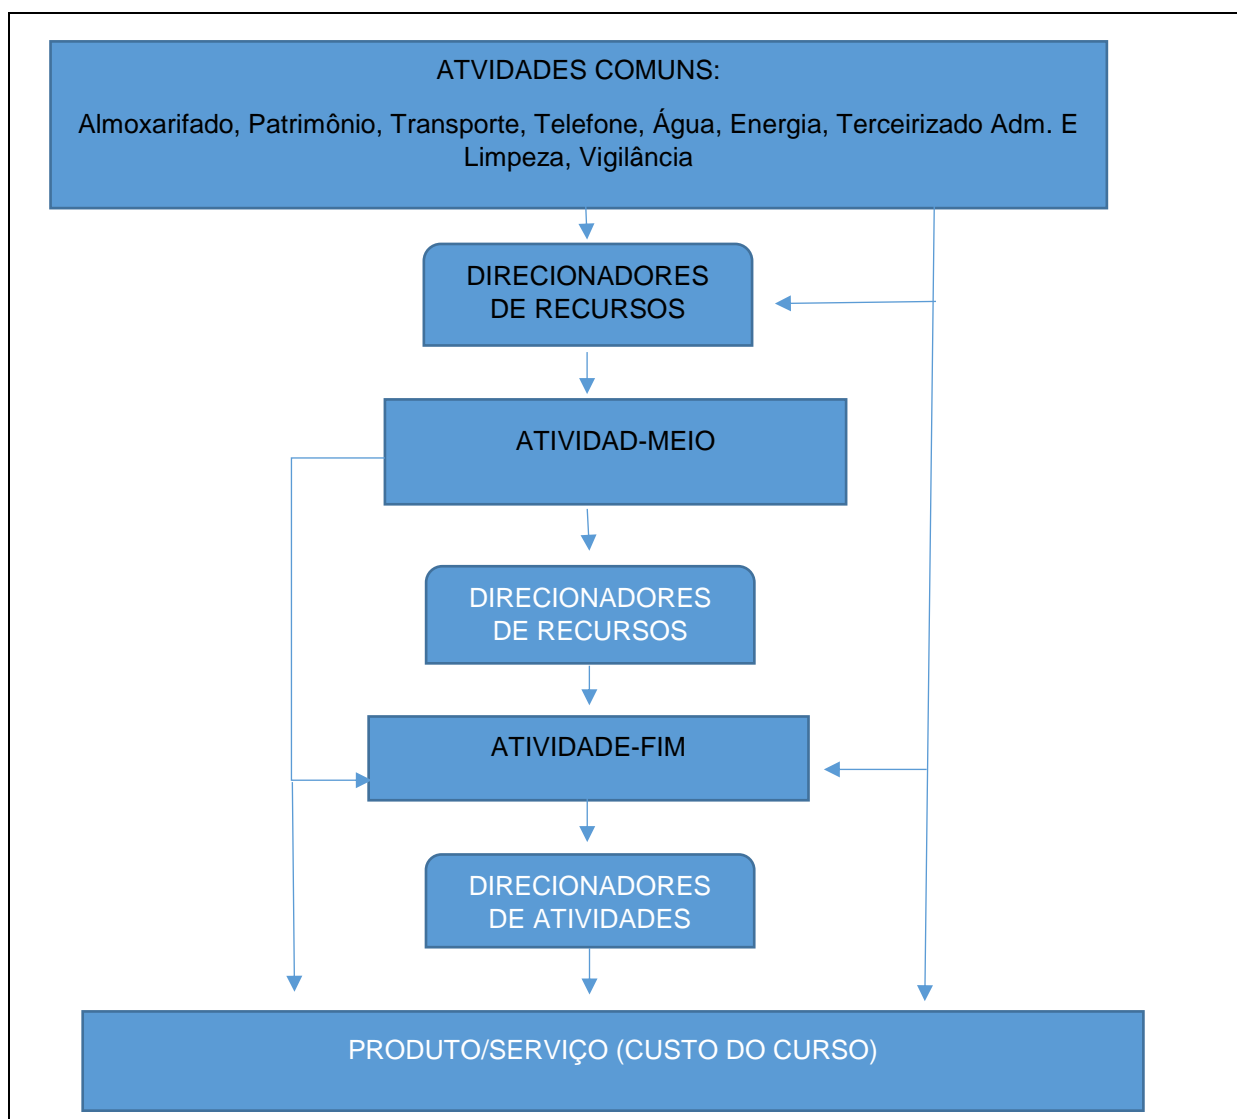 ATVIDADES COMUNS:
Almoxarifado, Patrimônio, Transporte, Telefone, Água, Energia, Terceirizado Adm. E
Limpeza, Vigilância
DIRECIONADORES
DE RECURSOS
ATIVIDAD-MEIO
DIRECIONADORES
DE RECURSOS
ATIVIDADE-FIM
DIRECIONADORES
DE ATIVIDADES
PRODUTO/SERVIÇO (CUSTO DO CURSO)